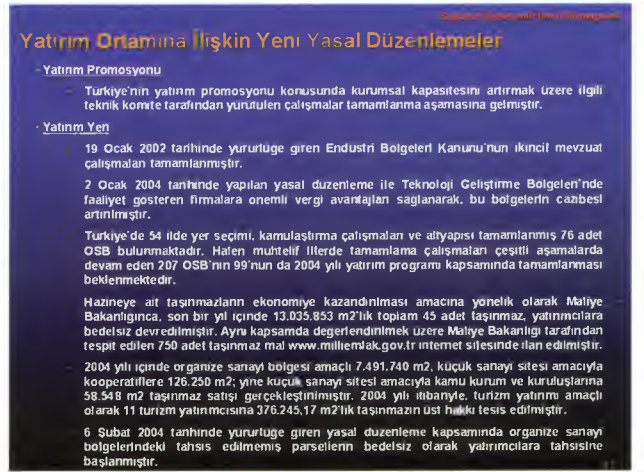 Yatırım Ortamına İlişkin Yeni Yasal Düzenlemeler
- Yatırım Promosyonu
Türkiye'nin yatırım promosyonu konusunda kurumsal kapasitesini artırmak üzere ilgili
teknik komite tarafından yürütülen çalışmalar tamamlanma aşamasına gelmiştir.
- Yatırım Yeri
19 Ocak 2002 tarihinde yürürlüğe giren Endüstri Bölgeleri Kanunu'nun ikincil mevzuat
çalışmaları tamamlanmıştır.
2 Ocak 2004 tarihinde yapılan yasal düzenleme ile Teknoloji Geliştirme Bölgeleri'nde
faaliyet gösteren firmalara önemli vergi avantajları sağlanarak, bu bölgelerin cazibesi
artırılmıştır.
Türkiye'de 54 ilde yer seçimi, kamulaştırma çalışmaları ve altyapısı tamamlanmış 76 adet
OSB bulunmaktadır. Halen muhtelif illerde tamamlama çalışmaları çeşitli aşamalarda
devam eden 207 OSB'nin 99'nun da 2004 yılı yatırım programı kapsamında tamamlanması
beklenmektedir.
Hazineye ait taşınmazların ekonomiye kazandırılması amacına yönelik olarak Maliye
Bakanlığınca, son bir yıl içinde 13.035.853 m2'lik toplam 45 adet taşınmaz, yatırımcılara
bedelsiz devredilmiştir. Aynı kapsamda değerlendirilmek üzere Maliye Bakanlığı tarafından
tespit edilen 750 adet taşınmaz mal www.milliemlak.gov.tr internet sitesinde ilan edilmiştir.
2004 yılı içinde organize sanayi bölgesi amaçlı 7.491.740 m2, küçük sanayi sitesi amacıyla
kooperatiflere 126.250 m2; yine küçük sanayi sitesi amacıyla kamu kurum ve kuruluşlarına
58.548 m2 taşınmaz satışı gerçekleştirilmiştir. 2004 yılı itibariyle, turizm yatırımı amaçlı
olarak 11 turizm yatırımcısına 376.245,17 m2'lik taşınmazın üst hakkı tesis edilmiştir.
6 Şubat 2004 tarihinde yürürlüğe giren yasal düzenleme kapsamında organize sanayi
bölgelerindeki tahsis edilmemiş parsellerin bedelsiz olarak yatırımcılara tahsisine
başlanmıştır.